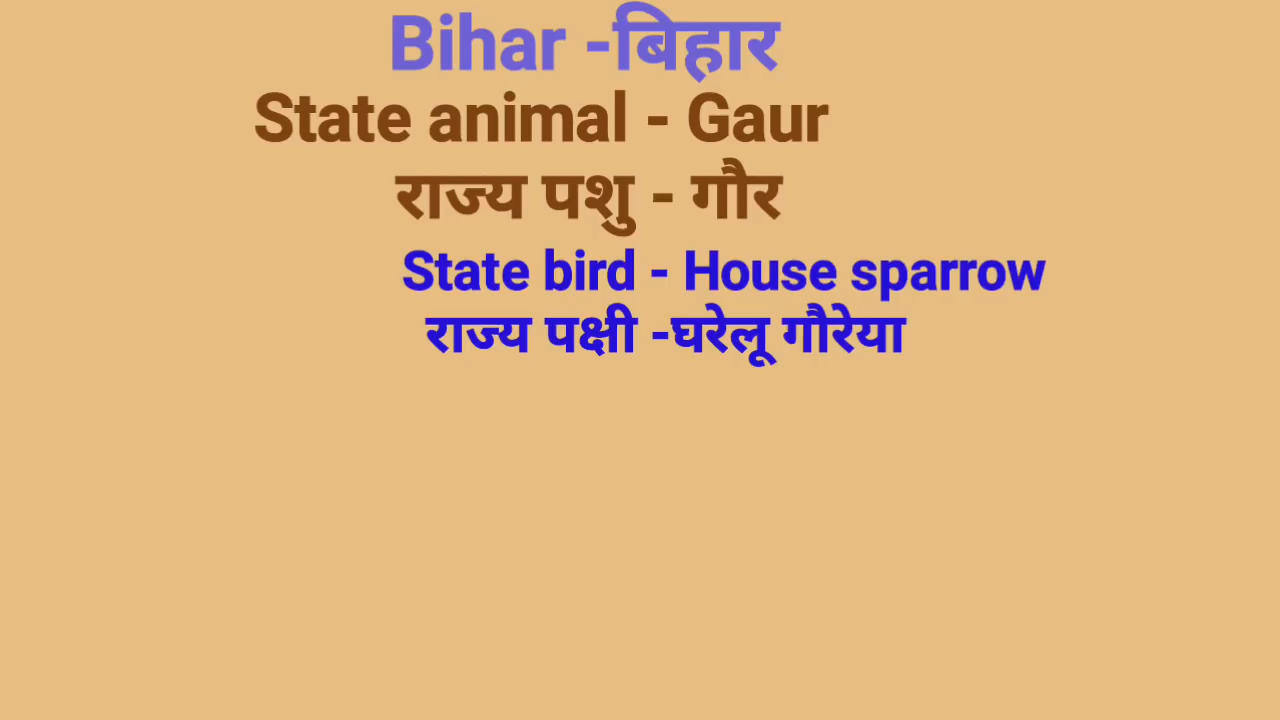 Bihar -बिहार
State animal - Gaur
राज्य पशु - गौर
State bird - House sparrow
राज्य पक्षी -घरेलू गौरेया